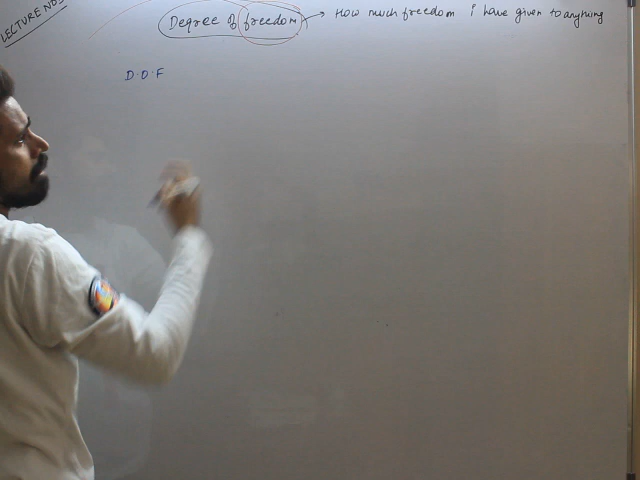 LECTURE NO
Degree of freedom → How much freedom i have given to anything
D.O.F